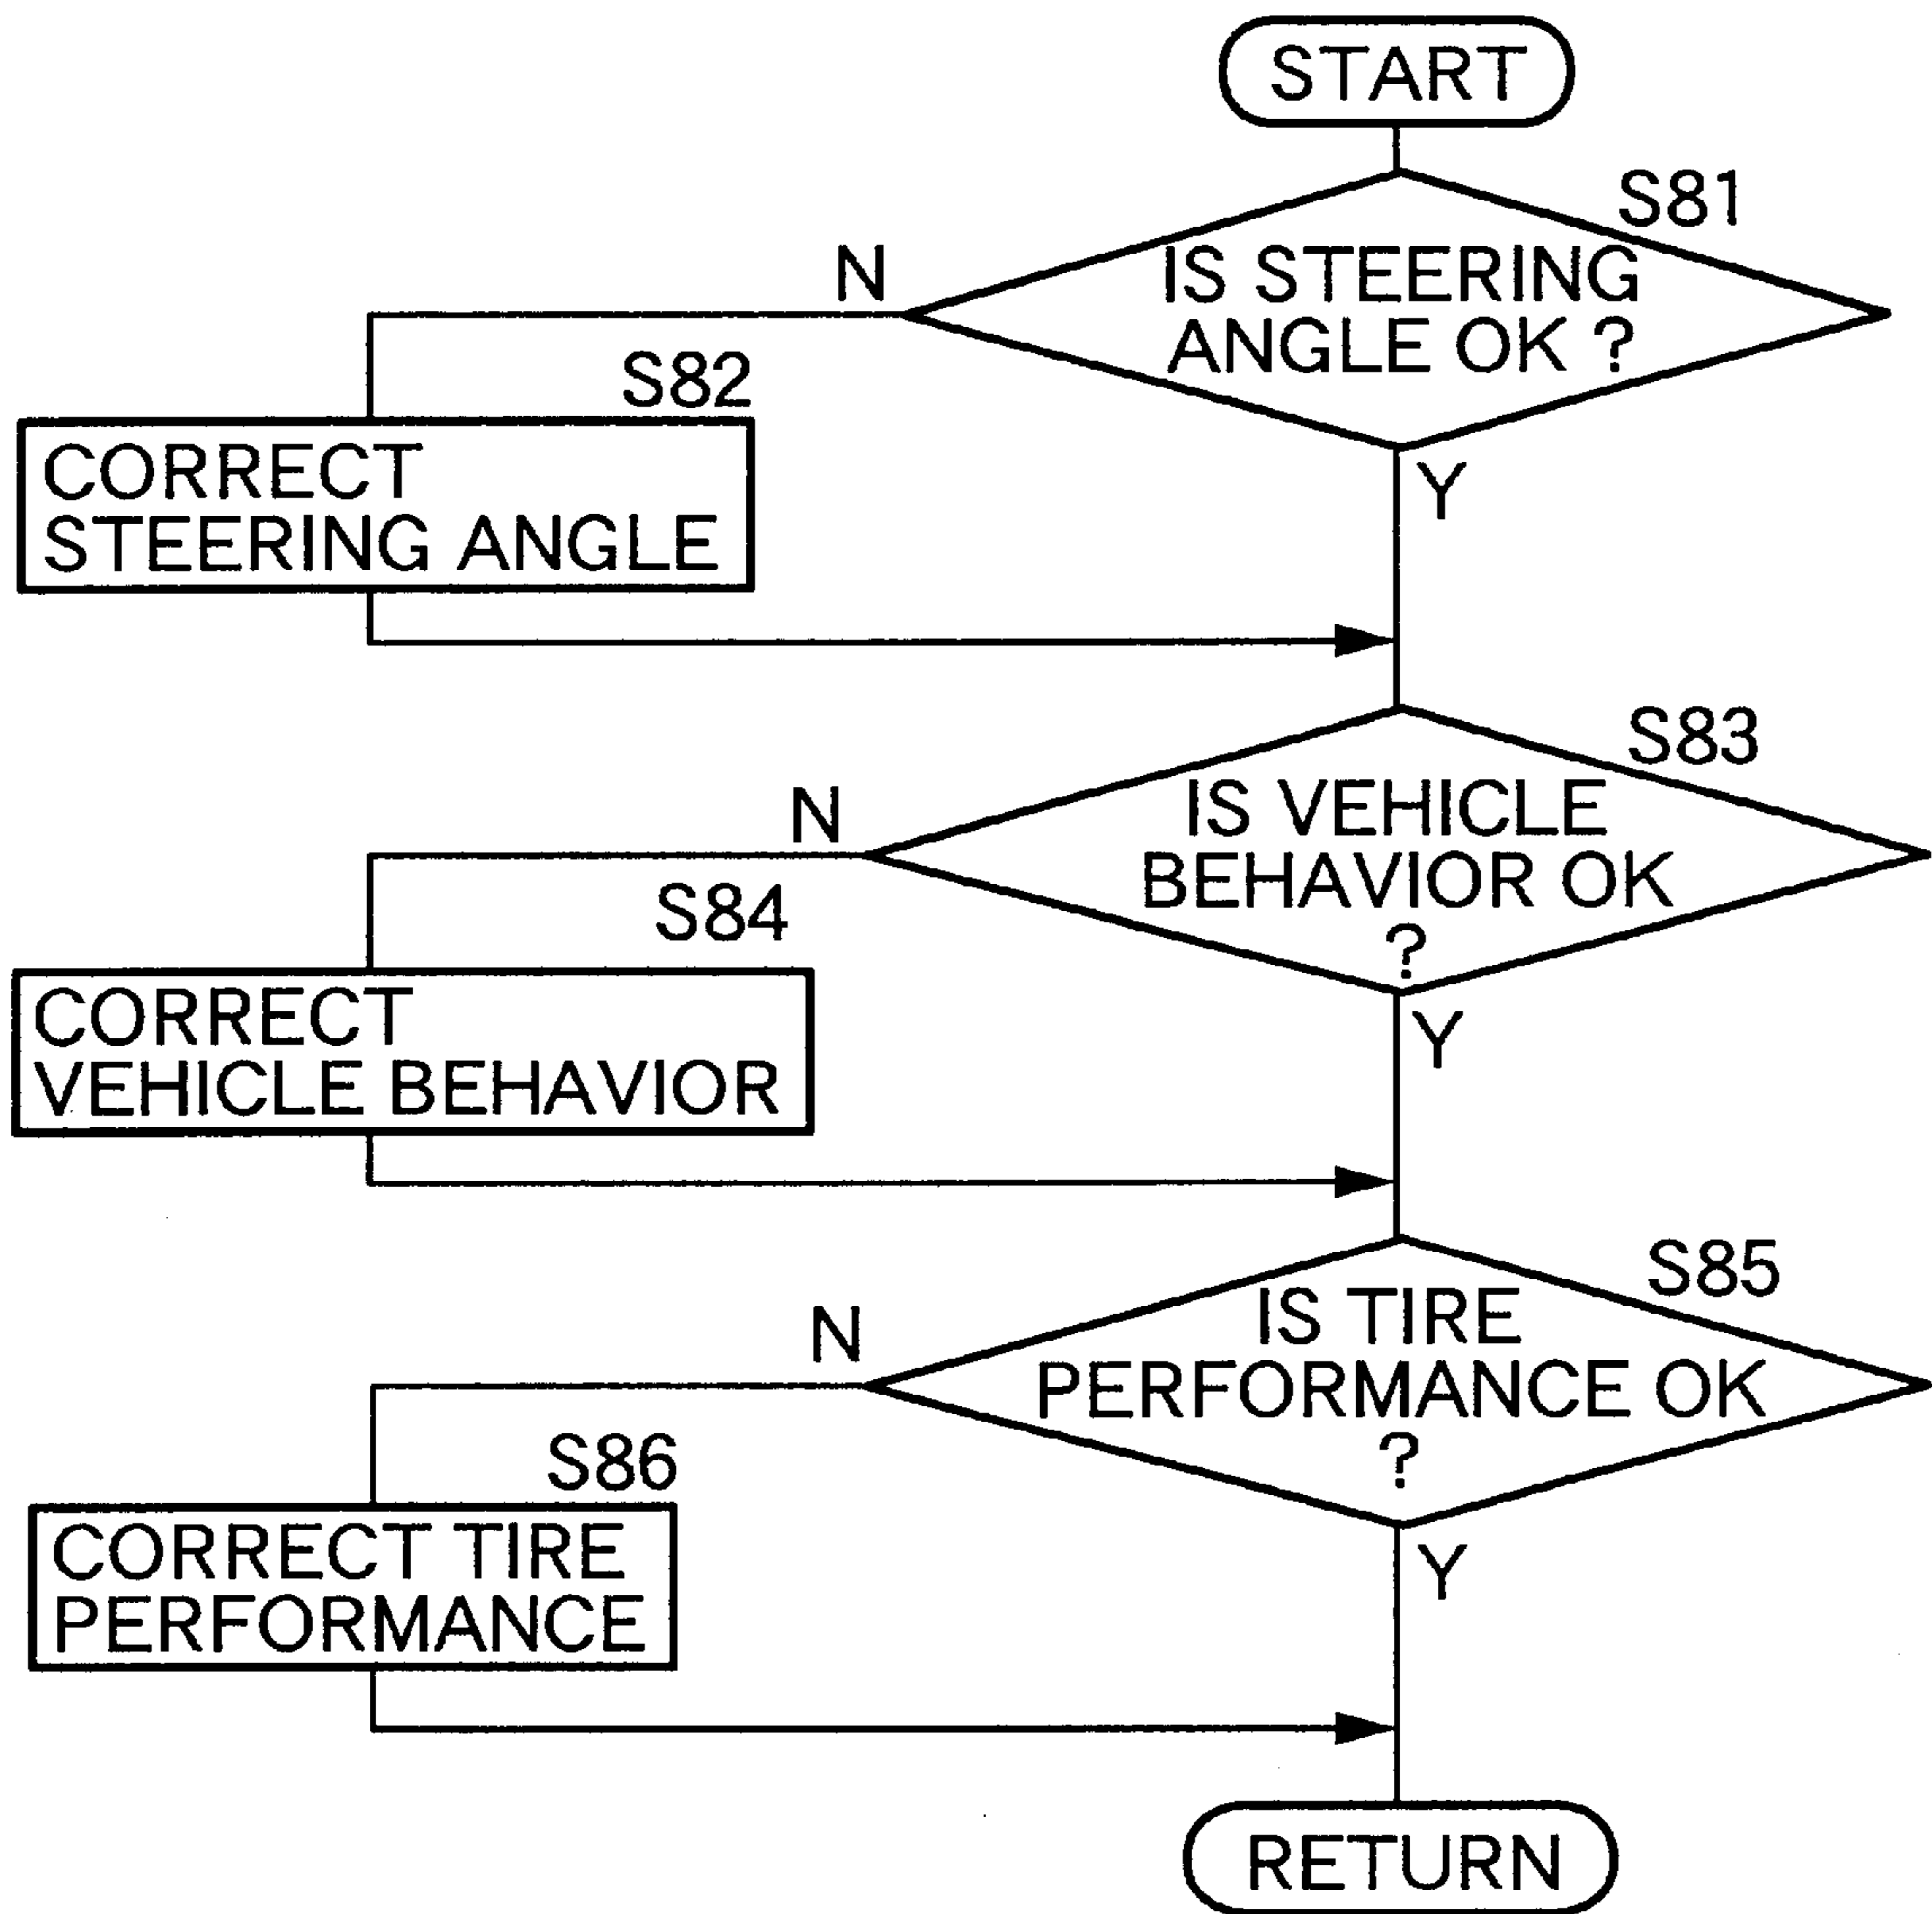 START
S81
IS STEERING
ANGLE OK ?
N
Y
S82
CORRECT
STEERING ANGLE
S83
IS VEHICLE
BEHAVIOR OK
?
N
Y
S84
CORRECT
VEHICLE BEHAVIOR
S85
IS TIRE
PERFORMANCE OK
?
N
Y
S86
CORRECT TIRE
PERFORMANCE
RETURN